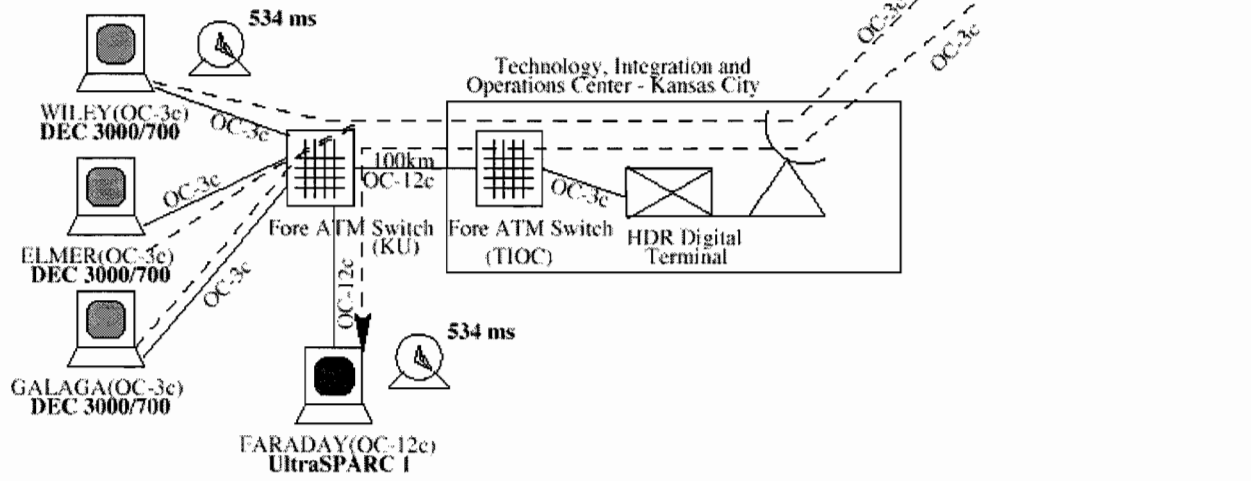 534 ms
OC-3c
OC-3c
Technology, Integration and
Operations Center - Kansas City
WILEY(OC-3c)
DEC 3000/700
OC-3c
100km
OC-12c
OC-3c
OC-3c
Fore ATM Switch
(KU)
Fore ATM Switch
(TIOC)
HDR Digital
Terminal
ELMER(OC-3c)
DEC 3000/700
OC-3c
OC-12c
534 ms
GALAGA(OC-3c)
DEC 3000/700
FARADAY(OC-12c)
UltraSPARC 1